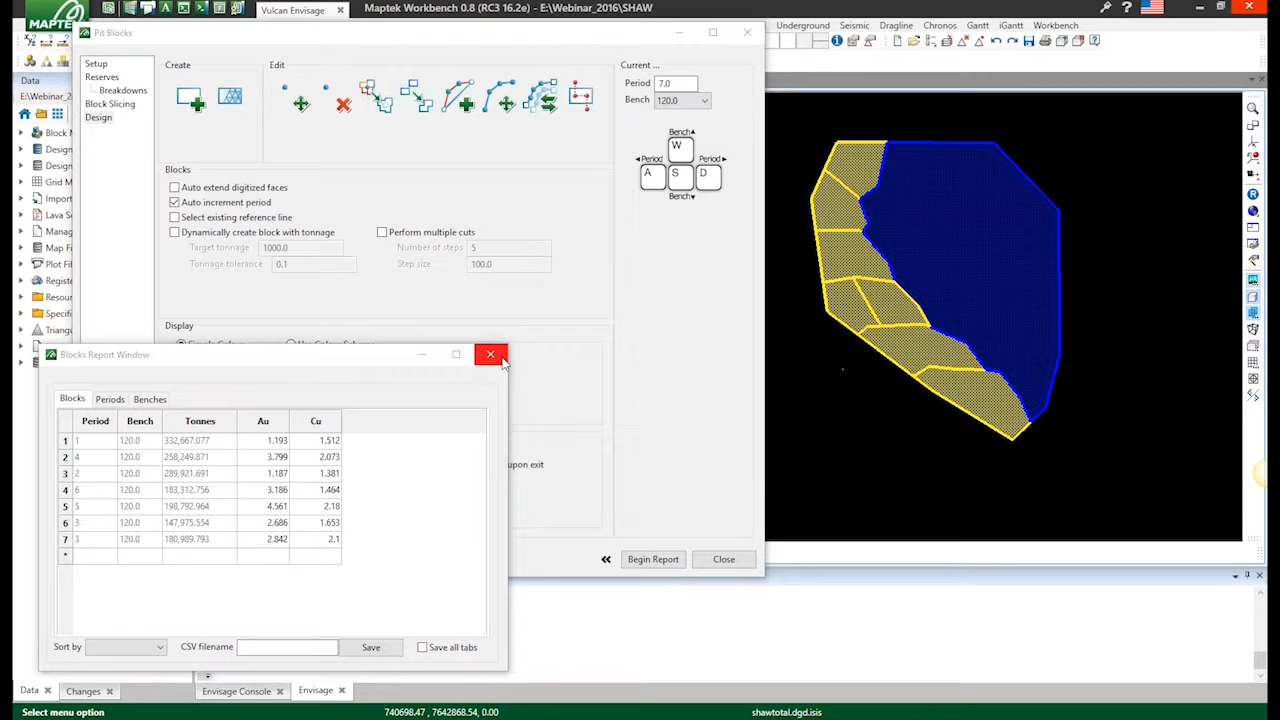 Vulcan Envisage
Maptek Workbench 0.8 (RC3 16.2e) - E:\Webinar_2016\SHAW
MAPTEK
Pit Blocks
Underground Seismic Dragline Chronos Gantt iGantt Workbench
Data
E:\Webinar_2
Block M
Design
Design
Grid M
Import
Lava S
Manag
Map Fi
Plot Fil
Registe
Resour
Specifi
Triang
Setup
Reserves
Breakdowns
Block Slicing
Design
Create
Edit
Current ...
Period 7.0
Bench 120.0
Bench
W
Period
Period
A
S
D
Bench
Blocks
Auto extend digitized faces
Auto increment period
Select existing reference line
Dynamically create block with tonnage
Perform multiple cuts
Target tonnage 1000.0
Number of steps 5
Tonnage tolerance 0.1
Step size 100.0
Display
upon exit
Begin Report
Close
Blocks Report Window
Blocks Periods Benches
Period Bench Tonnes Au Cu
1 1 120.0 332,667.077 1.193 1.512
2 4 120.0 258,249.871 3.799 2.073
3 2 120.0 289,921.691 1.187 1.381
4 6 120.0 183,312.756 3.186 1.464
5 5 120.0 198,792.964 4.561 2.18
6 3 120.0 147,975.554 2.686 1.653
7 3 120.0 180,989.793 2.842 2.1
*
Sort by
CSV filename
Save
Save all tabs
Data
Changes
Envisage Console
Envisage
Select menu option
740698.47 , 7642868.54, 0.00
shawtotal.dgd.isis